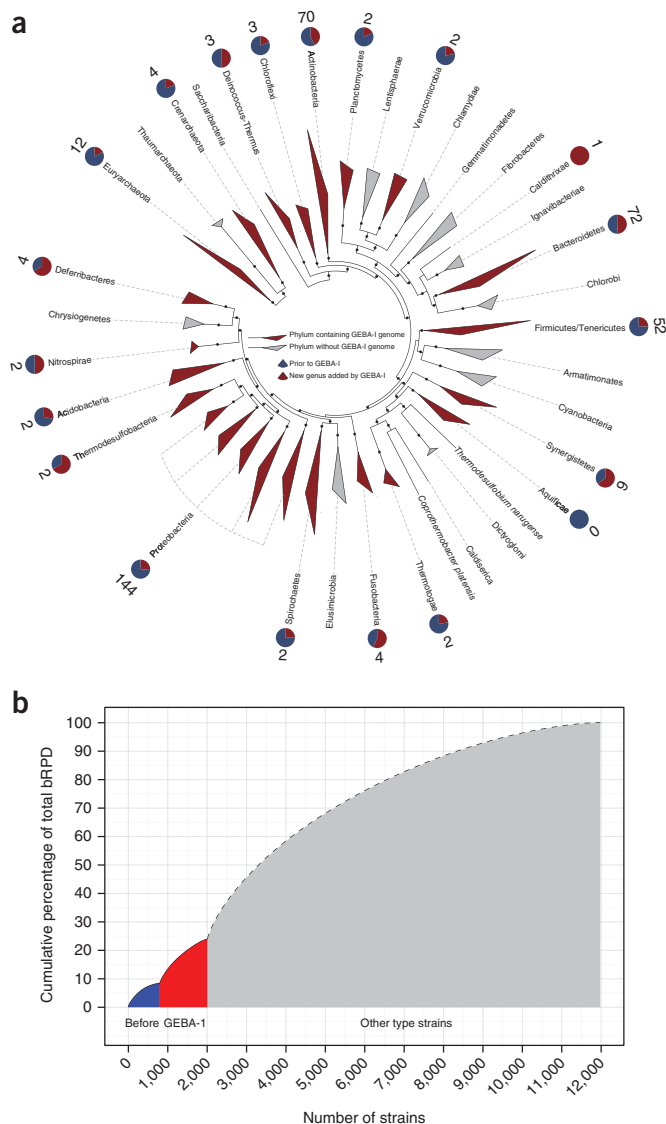 a
70
Actinobacteria
2
Planctomycetes
Lentisphaerae
2
Verrucomicrobia
Chlamydiae
Gemmatimonadetes
Fibrobacteres
1
Caldithrixae
Ignavibacteriae
72
Bacteroidetes
Chlorobi
52
Firmicutes/Tenericutes
Armatimonates
Cyanobacteria
6
Synergistetes
0
Aquificae
Thermodesulfobium narugense
Dictyoglomi
Caldiserica
Coprothermobacter platensis
2
Thermotogae
4
Fusobacteria
Elusimicrobia
2
Spirochaetes
144
Proteobacteria
2
Thermodesulfobacteria
2
Acidobacteria
2
Nitrospirae
Chrysiogenetes
4
Deferribacteres
12
Euryarchaeota
Thaumarchaeota
4
Crenarchaeota
Saccharibacteria
3
Deinococcus-Thermus
3
Chloroflexi
Phylum containing GEBA-I genome
Phylum without GEBA-I genome
Prior to GEBA-I
New genus added by GEBA-I
b
Cumulative percentage of total bRPD
100
90
80
70
60
50
40
30
20
10
0
Before GEBA-1
Other type strains
0
1,000
2,000
3,000
4,000
5,000
6,000
7,000
8,000
9,000
10,000
11,000
12,000
Number of strains